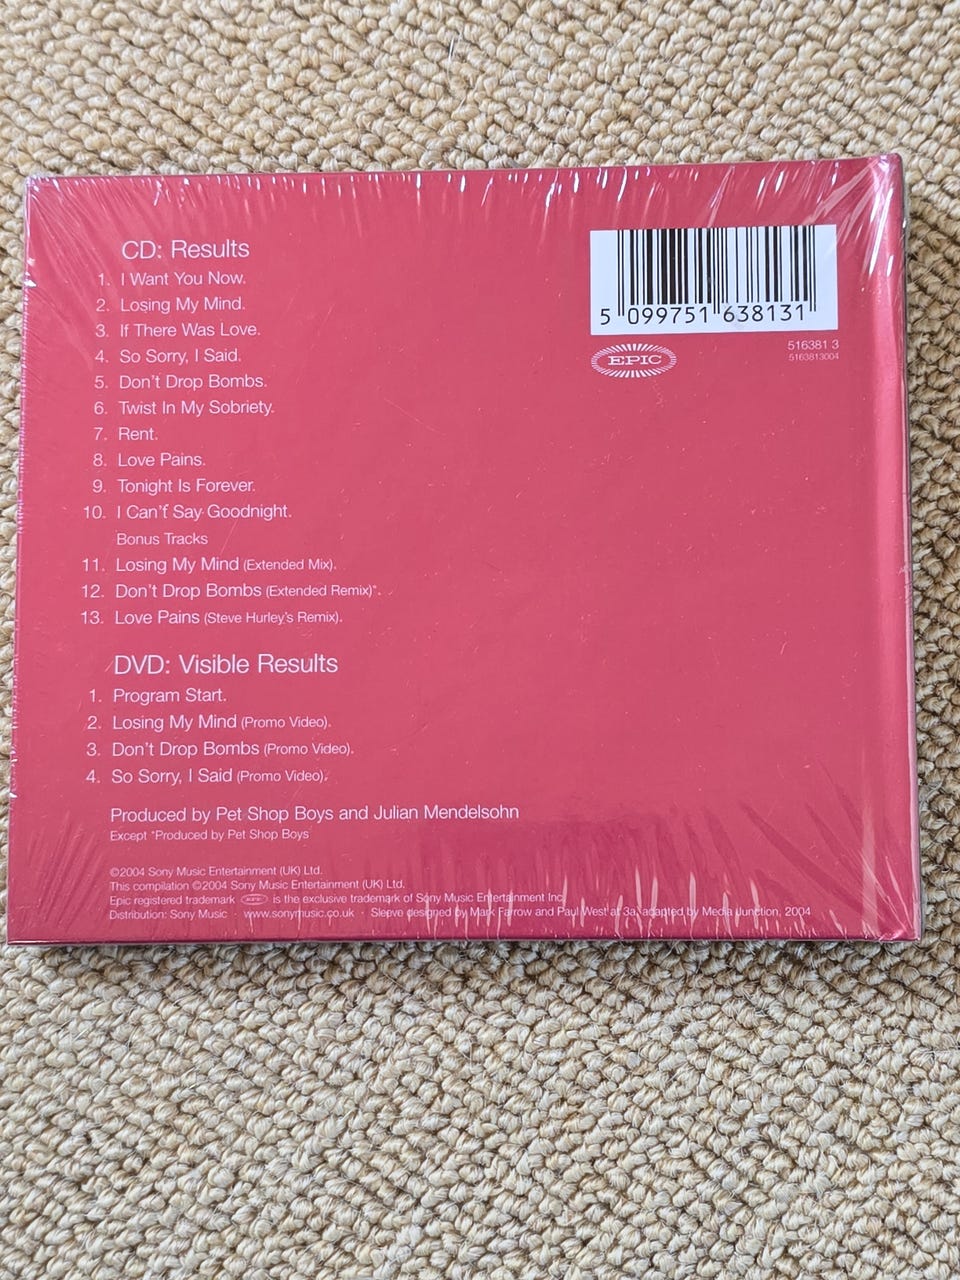 CD: Results
1. I Want You Now.
2. Losing My Mind.
3. If There Was Love.
4. So Sorry, I Said.
5. Don't Drop Bombs.
6. Twist In My Sobriety.
7. Rent.
8. Love Pains.
9. Tonight Is Forever.
10. I Can't Say Goodnight.
Bonus Tracks
11. Losing My Mind (Extended Mix).
12. Don't Drop Bombs (Extended Remix)*.
13. Love Pains (Steve Hurley's Remix).
DVD: Visible Results
1. Program Start.
2. Losing My Mind (Promo Video).
3. Don't Drop Bombs (Promo Video).
4. So Sorry, I Said (Promo Video).
Produced by Pet Shop Boys and Julian Mendelsohn
Except *Produced by Pet Shop Boys
©2004 Sony Music Entertainment (UK) Ltd.
This compilation ©2004 Sony Music Entertainment (UK) Ltd.
Epic registered trademark EPIC is the exclusive trademark of Sony Music Entertainment Inc
Distribution: Sony Music · www.sonymusic.co.uk · Sleeve designed by Mark Farrow and Paul West at 3a, adapted by Media Junction, 2004
5 099751 638131
EPIC
516381 3
5163813004